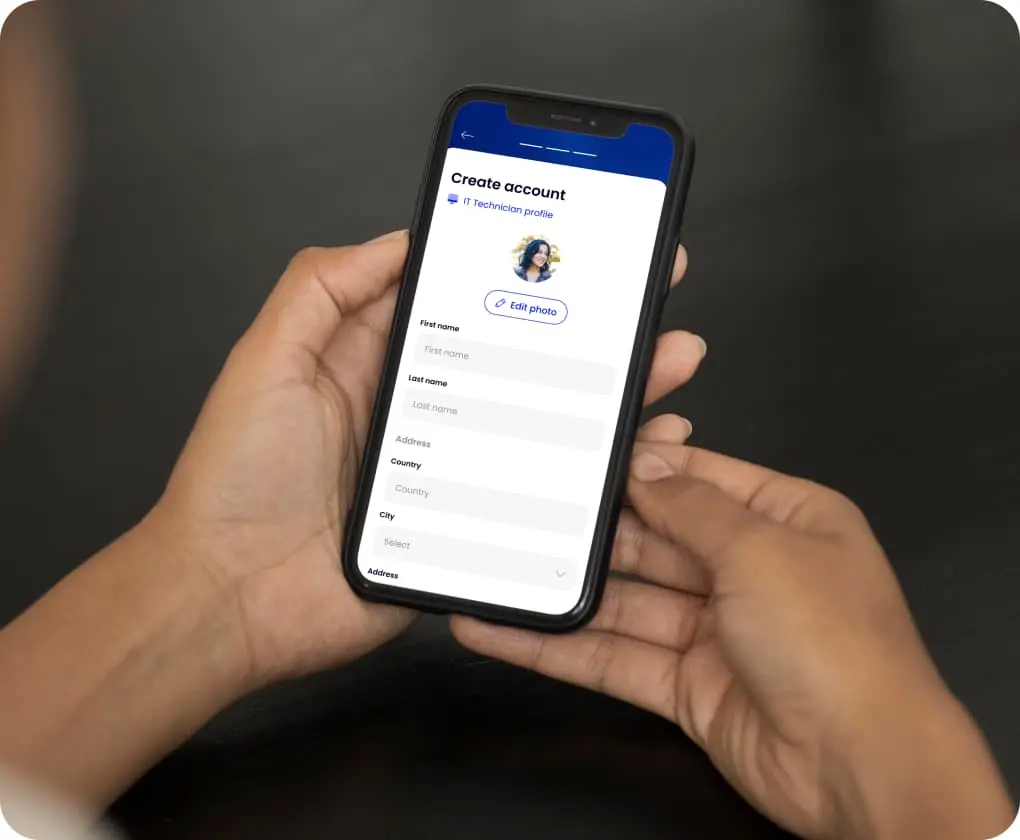 Create account
IT Technician profile
Edit photo
First name
First name
Last name
Last name
Address
Country
Country
City
Select
Address